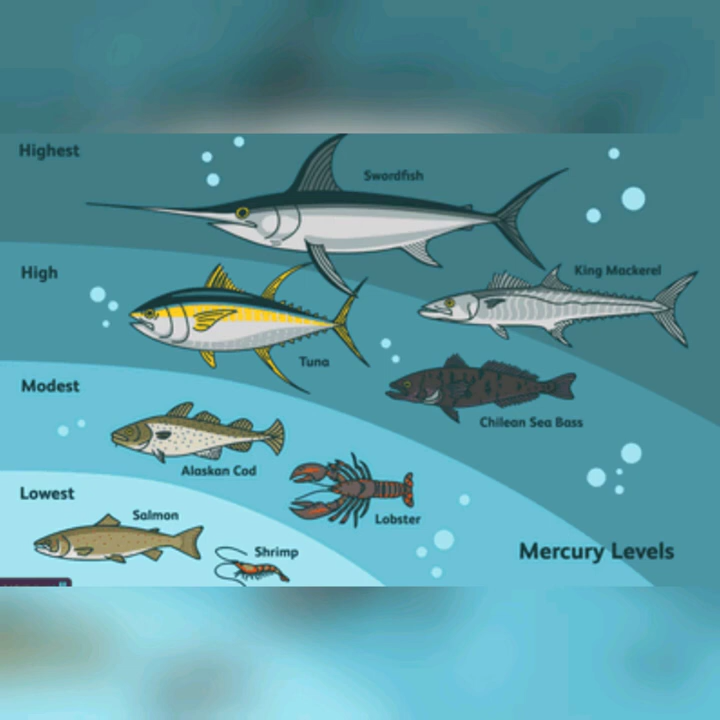 Highest
Swordfish
King Mackerel
High
Tuna
Modest
Chilean Sea Bass
Alaskan Cod
Lowest
Lobster
Salmon
Shrimp
Mercury Levels